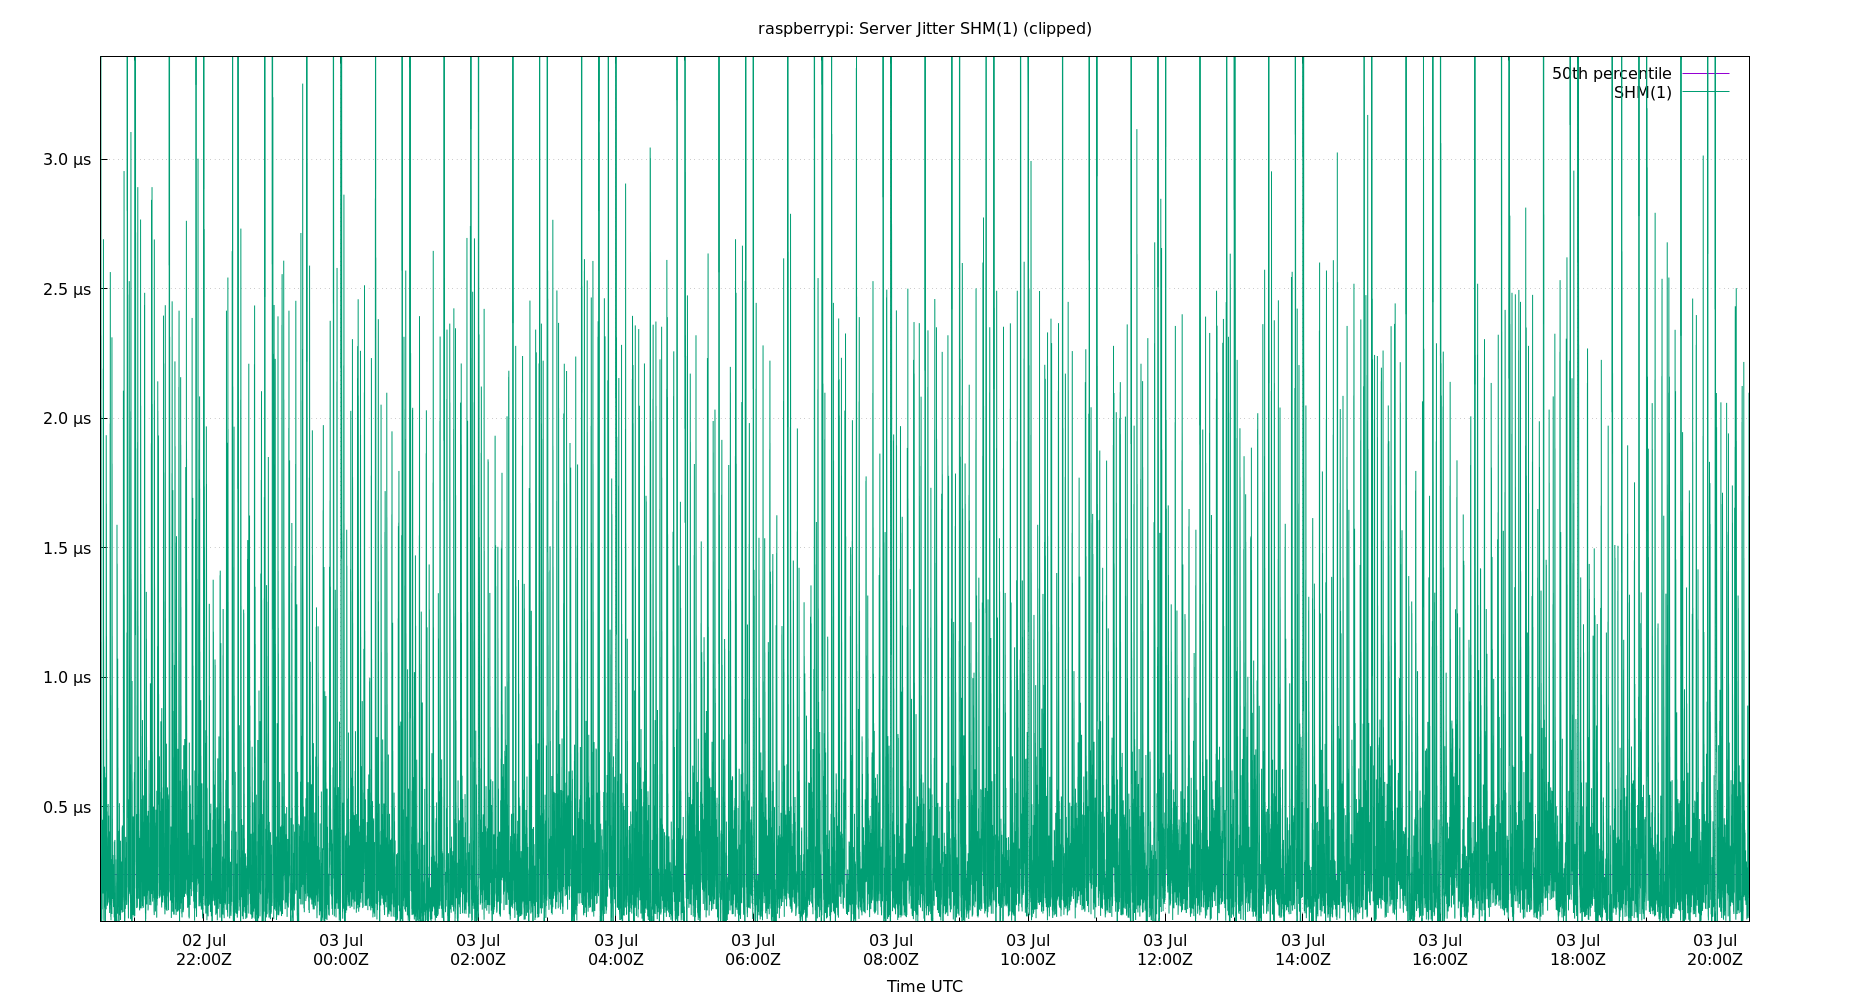 raspberrypi: Server Jitter SHM(1) (clipped)
50th percentile
SHM(1)
3.0 µs
2.5 µs
2.0 µs
1.5 µs
1.0 µs
0.5 µs
02 Jul 03 Jul 03 Jul 03 Jul 03 Jul 03 Jul 03 Jul 03 Jul 03 Jul 03 Jul 03 Jul 03 Jul
22:00Z 00:00Z 02:00Z 04:00Z 06:00Z 08:00Z 10:00Z 12:00Z 14:00Z 16:00Z 18:00Z 20:00Z
Time UTC